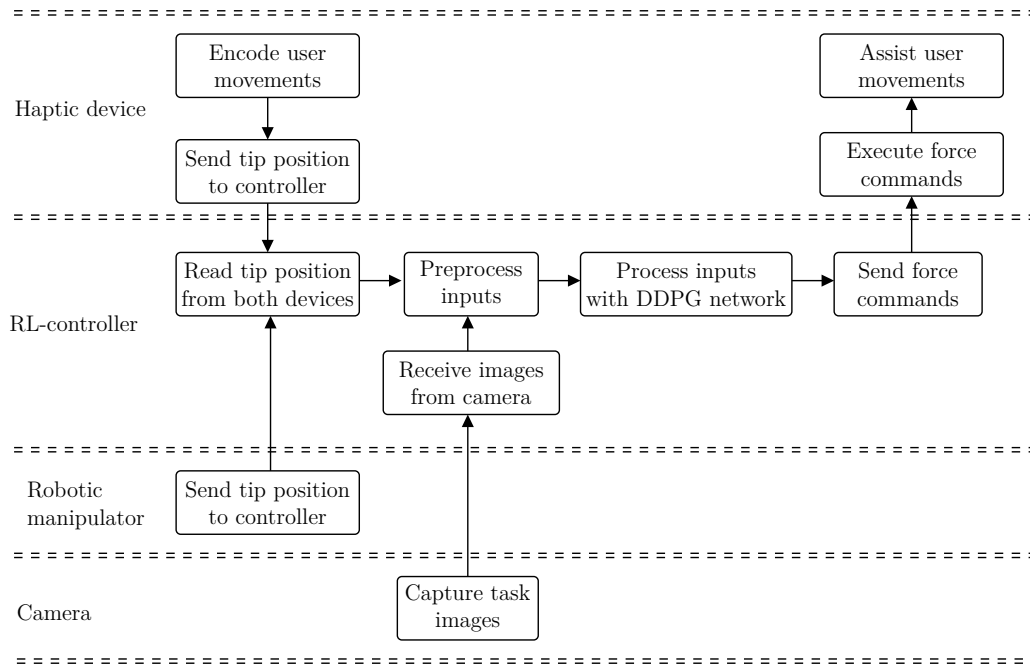 Haptic device
Encode user
movements
Send tip position
to controller
Assist user
movements
Execute force
commands
RL-controller
Read tip position
from both devices
Preprocess
inputs
Process inputs
with DDPG network
Send force
commands
Receive images
from camera
Robotic
manipulator
Send tip position
to controller
Camera
Capture task
images